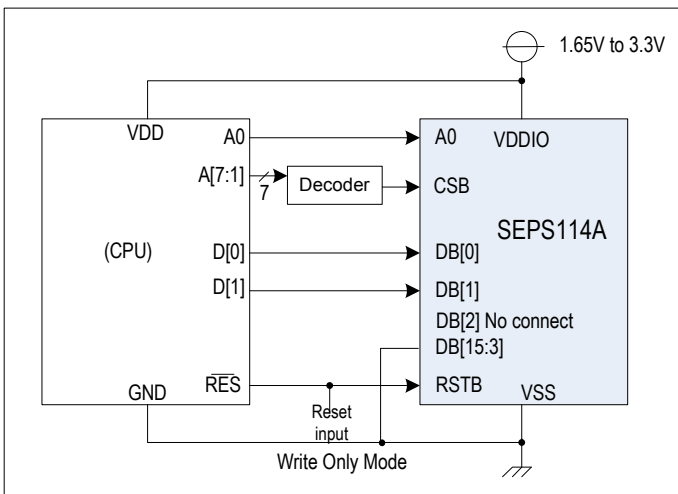 1.65V to 3.3V
VDD
A0
A[7:1]
7
Decoder
(CPU)
D[0]
D[1]
GND
RES
Reset
input
Write Only Mode
A0
VDDIO
CSB
SEPS114A
DB[0]
DB[1]
DB[2] No connect
DB[15:3]
RSTB
VSS